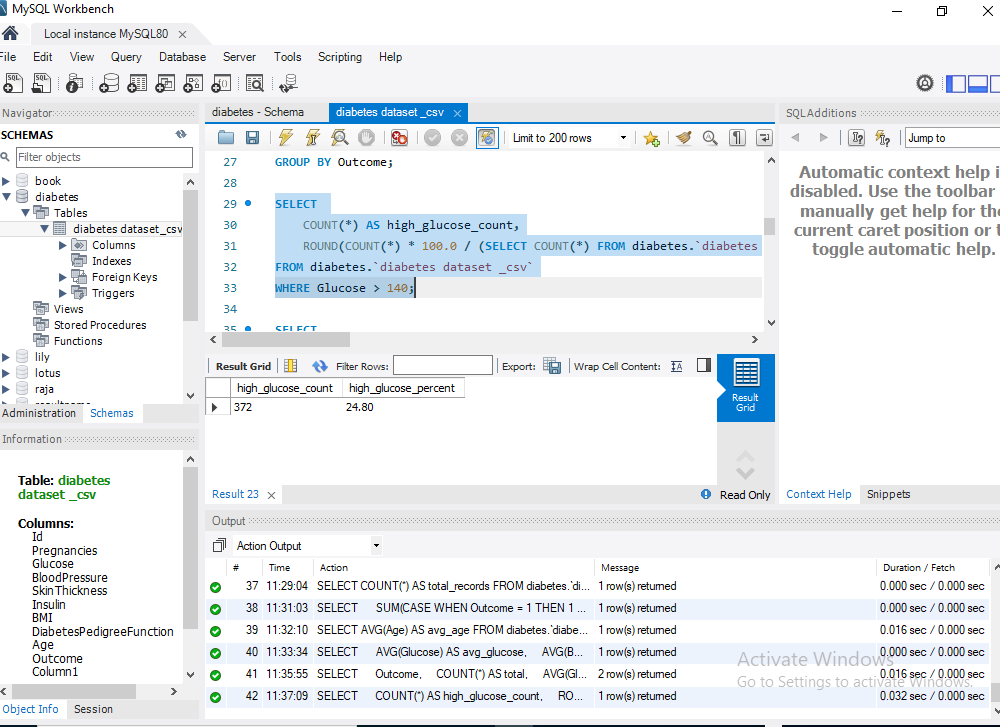 MySQL Workbench
Local instance MySQL80
File Edit View Query Database Server Tools Scripting Help
Navigator
SCHEMAS
Filter objects
book
diabetes
Tables
diabetes dataset_csv
Columns
Indexes
Foreign Keys
Triggers
Views
Stored Procedures
Functions
lily
lotus
raja
Administration Schemas
Information
Table: diabetes
dataset _csv
Columns:
Id
Pregnancies
Glucose
BloodPressure
SkinThickness
Insulin
BMI
DiabetesPedigreeFunction
Age
Outcome
Column1
Object Info Session
diabetes - Schema diabetes dataset _csv
Limit to 200 rows
27 GROUP BY Outcome;
28
29 SELECT
30 COUNT(*) AS high_glucose_count,
31 ROUND(COUNT(*) * 100.0 / (SELECT COUNT(*) FROM diabetes.`diabetes
32 FROM diabetes.`diabetes dataset _csv`
33 WHERE Glucose > 140;
34
35 SELECT
Result Grid Filter Rows: Export: Wrap Cell Content:
high_glucose_count high_glucose_percent
372 24.80
Result
Grid
Result 23 Read Only
SQLAdditions
Jump to
Automatic context help i
disabled. Use the toolbar
manually get help for the
current caret position or t
toggle automatic help.
Context Help Snippets
Output
Action Output
# Time Action Message Duration / Fetch
37 11:29:04 SELECT COUNT(*) AS total_records FROM diabetes.`di... 1 row(s) returned 0.000 sec / 0.000 sec
38 11:31:03 SELECT SUM(CASE WHEN Outcome = 1 THEN 1 ... 1 row(s) returned 0.000 sec / 0.000 sec
39 11:32:10 SELECT AVG(Age) AS avg_age FROM diabetes.`diabe... 1 row(s) returned 0.016 sec / 0.000 sec
40 11:33:34 SELECT AVG(Glucose) AS avg_glucose, AVG(B... 1 row(s) returned 0.000 sec / 0.000 sec
41 11:35:55 SELECT Outcome, COUNT(*) AS total, AVG(Gl... 2 row(s) returned 0.016 sec / 0.000 sec
42 11:37:09 SELECT COUNT(*) AS high_glucose_count, RO... 1 row(s) returned 0.032 sec / 0.000 sec
Activate Windows
Go to Settings to activate Windows.